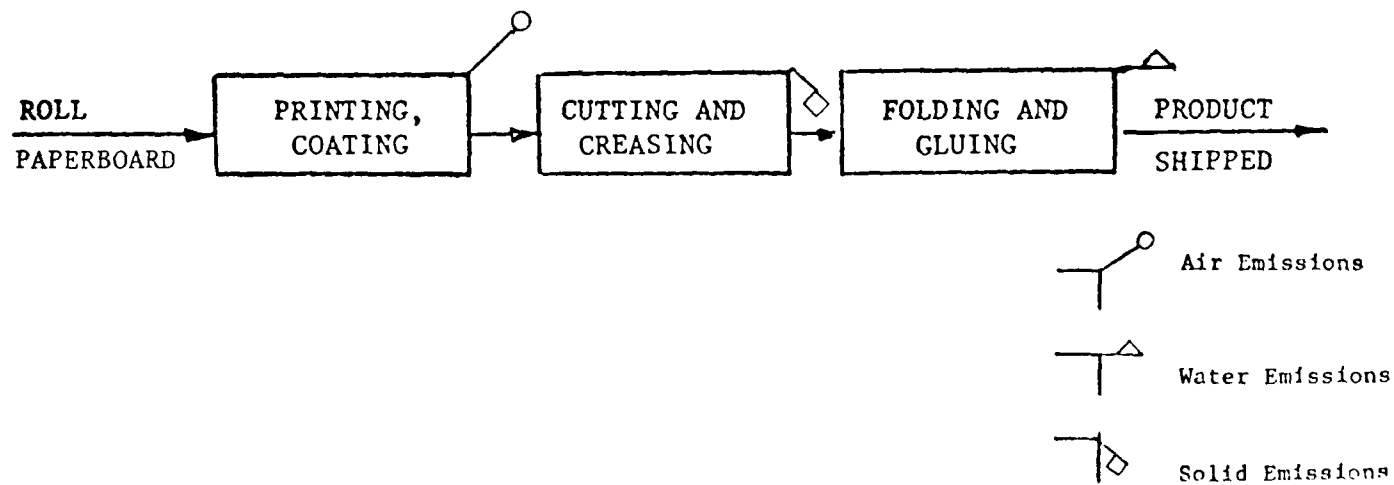 ROLL
PAPERBOARD
PRINTING,
COATING
CUTTING AND
CREASING
FOLDING AND
GLUING
PRODUCT
SHIPPED
Air Emissions
Water Emissions
Solid Emissions